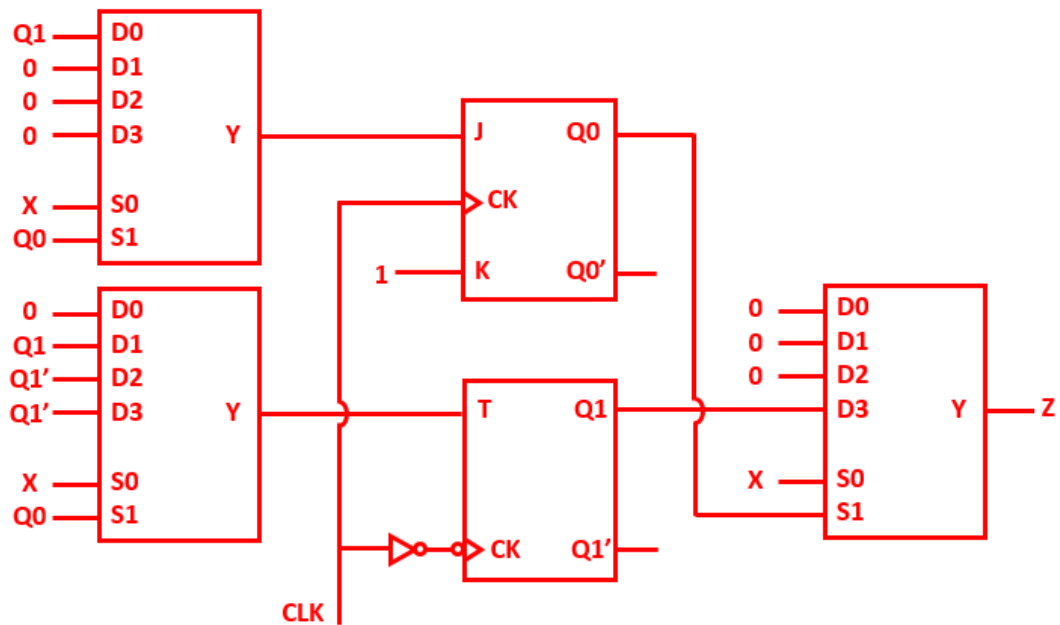 Q1 D0
0 D1
0 D2
0 D3 Y
X S0
Q0 S1
0 D0
Q1 D1
Q1' D2
Q1' D3 Y
X S0
Q0 S1
J Q0
CK
1 K Q0'
T Q1
CK Q1'
CLK
0 D0
0 D1
0 D2
D3 Y Z
X S0
S1